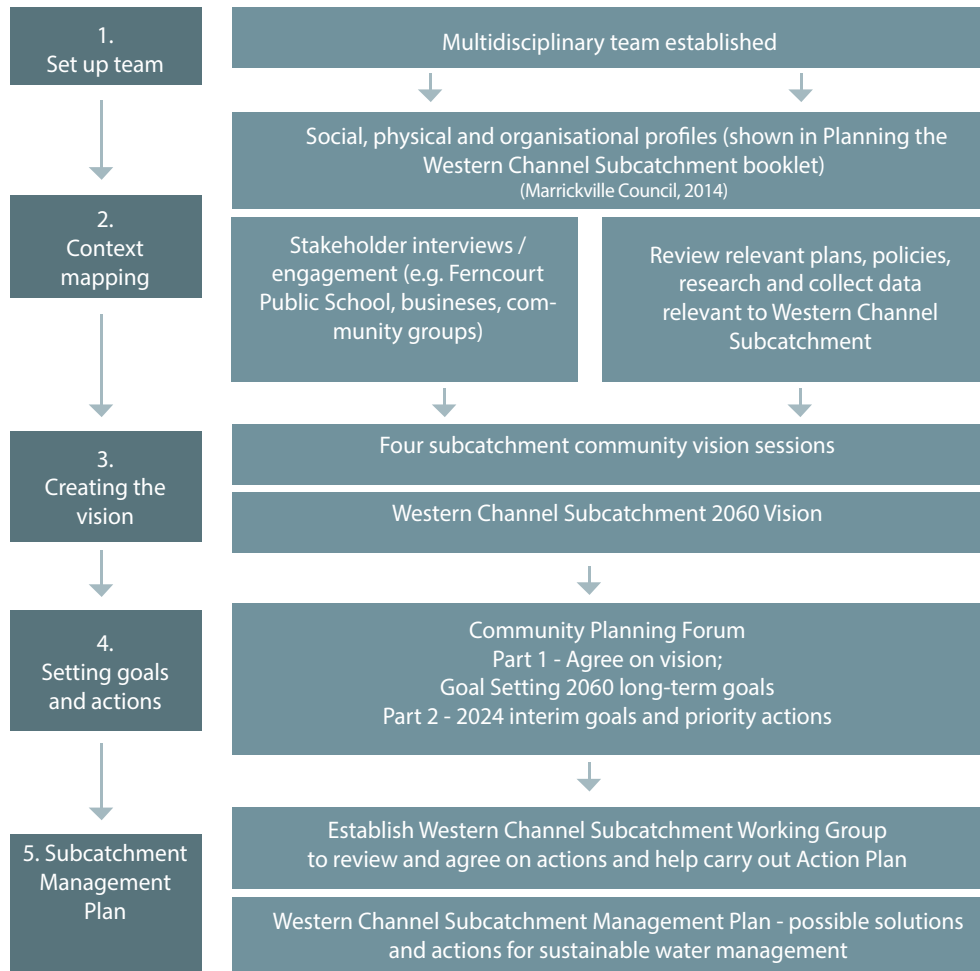 1.
Set up team
Multidisciplinary team established
Social, physical and organisational profiles (shown in Planning the
Western Channel Subcatchment booklet)
(Marrickville Council, 2014)
2.
Context
mapping
Stakeholder interviews /
engagement (e.g. Ferncourt
Public School, busineses, com-
munity groups)
Review relevant plans, policies,
research and collect data
relevant to Western Channel
Subcatchment
3.
Creating the
vision
Four subcatchment community vision sessions
Western Channel Subcatchment 2060 Vision
4.
Setting goals
and actions
Community Planning Forum
Part 1 - Agree on vision;
Goal Setting 2060 long-term goals
Part 2 - 2024 interim goals and priority actions
5. Subcatchment
Management
Plan
Establish Western Channel Subcatchment Working Group
to review and agree on actions and help carry out Action Plan
Western Channel Subcatchment Management Plan - possible solutions
and actions for sustainable water management